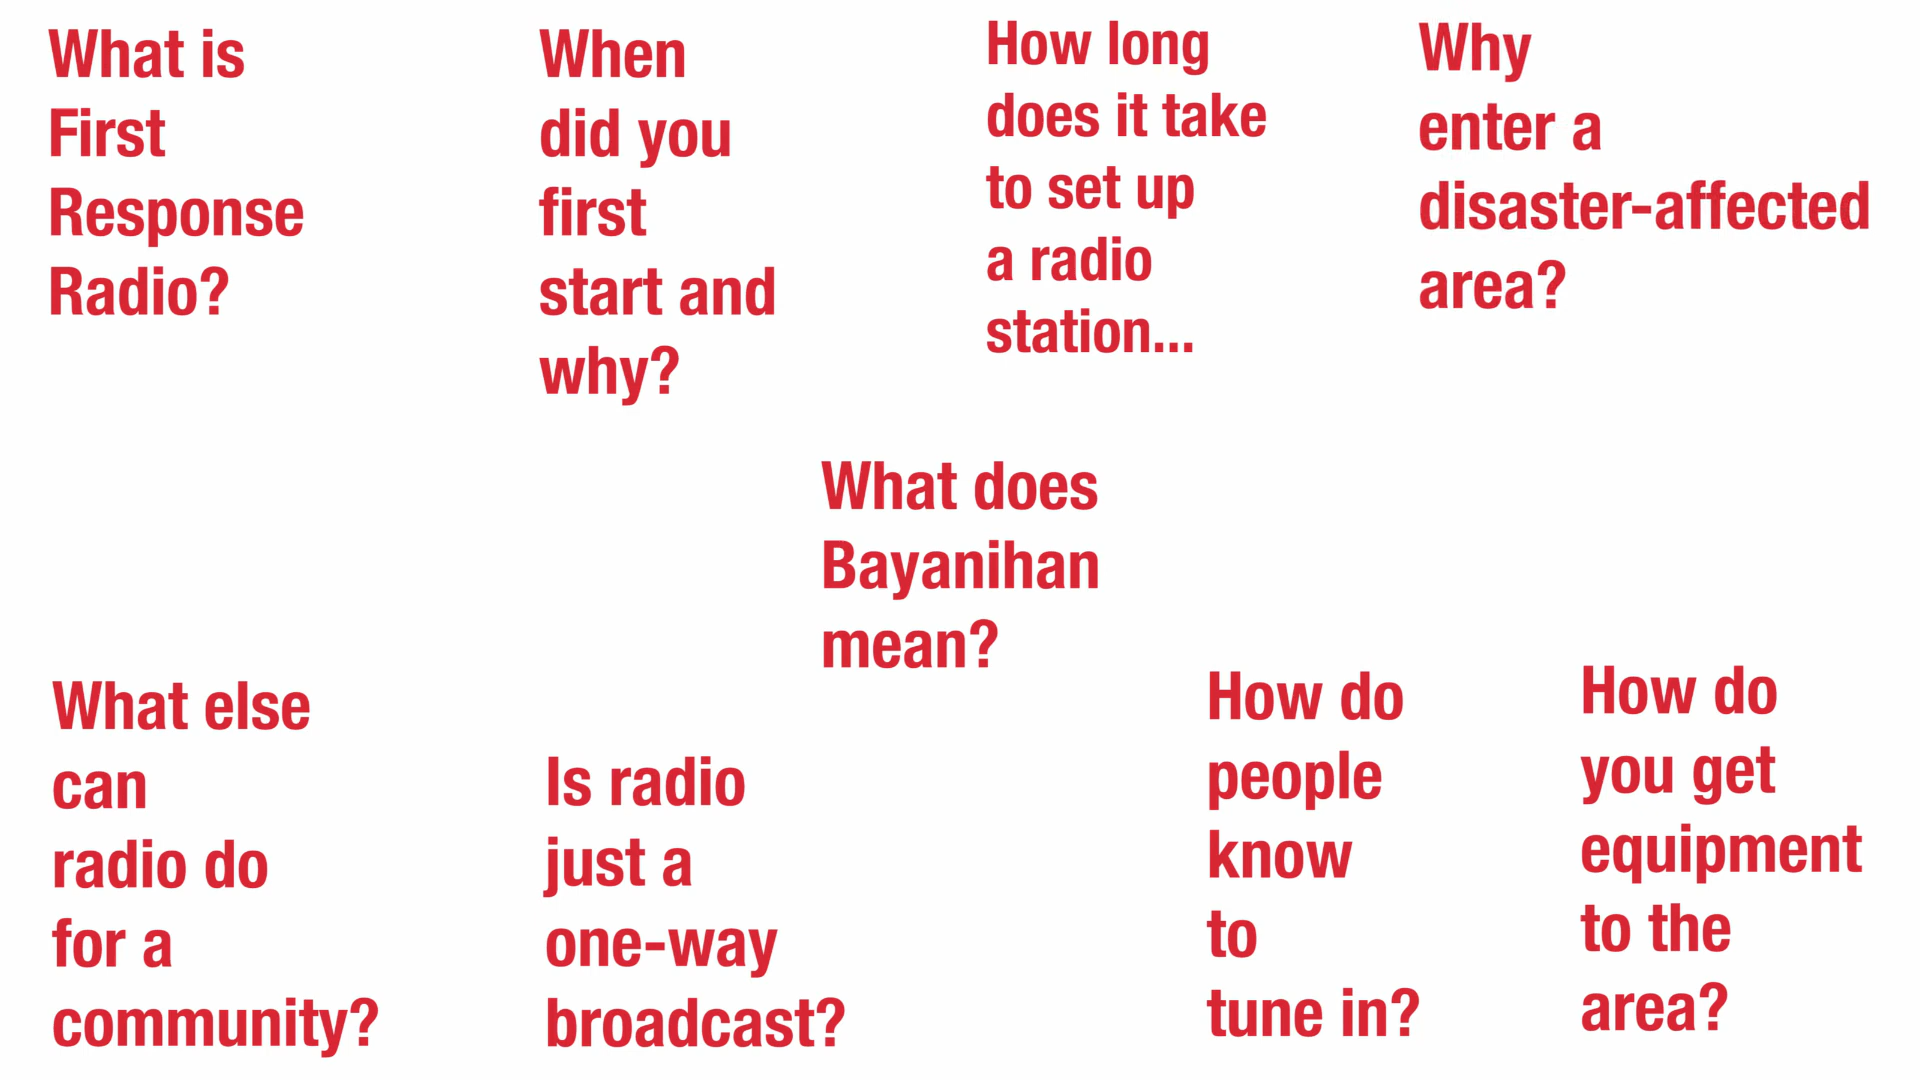 What is
First
Response
Radio?
When
did you
first
start and
why?
How long
does it take
to set up
a radio
station...
Why
enter a
disaster-affected
area?
What does
Bayanihan
mean?
What else
can
radio do
for a
community?
Is radio
just a
one-way
broadcast?
How do
people
know
to
tune in?
How do
you get
equipment
to the
area?